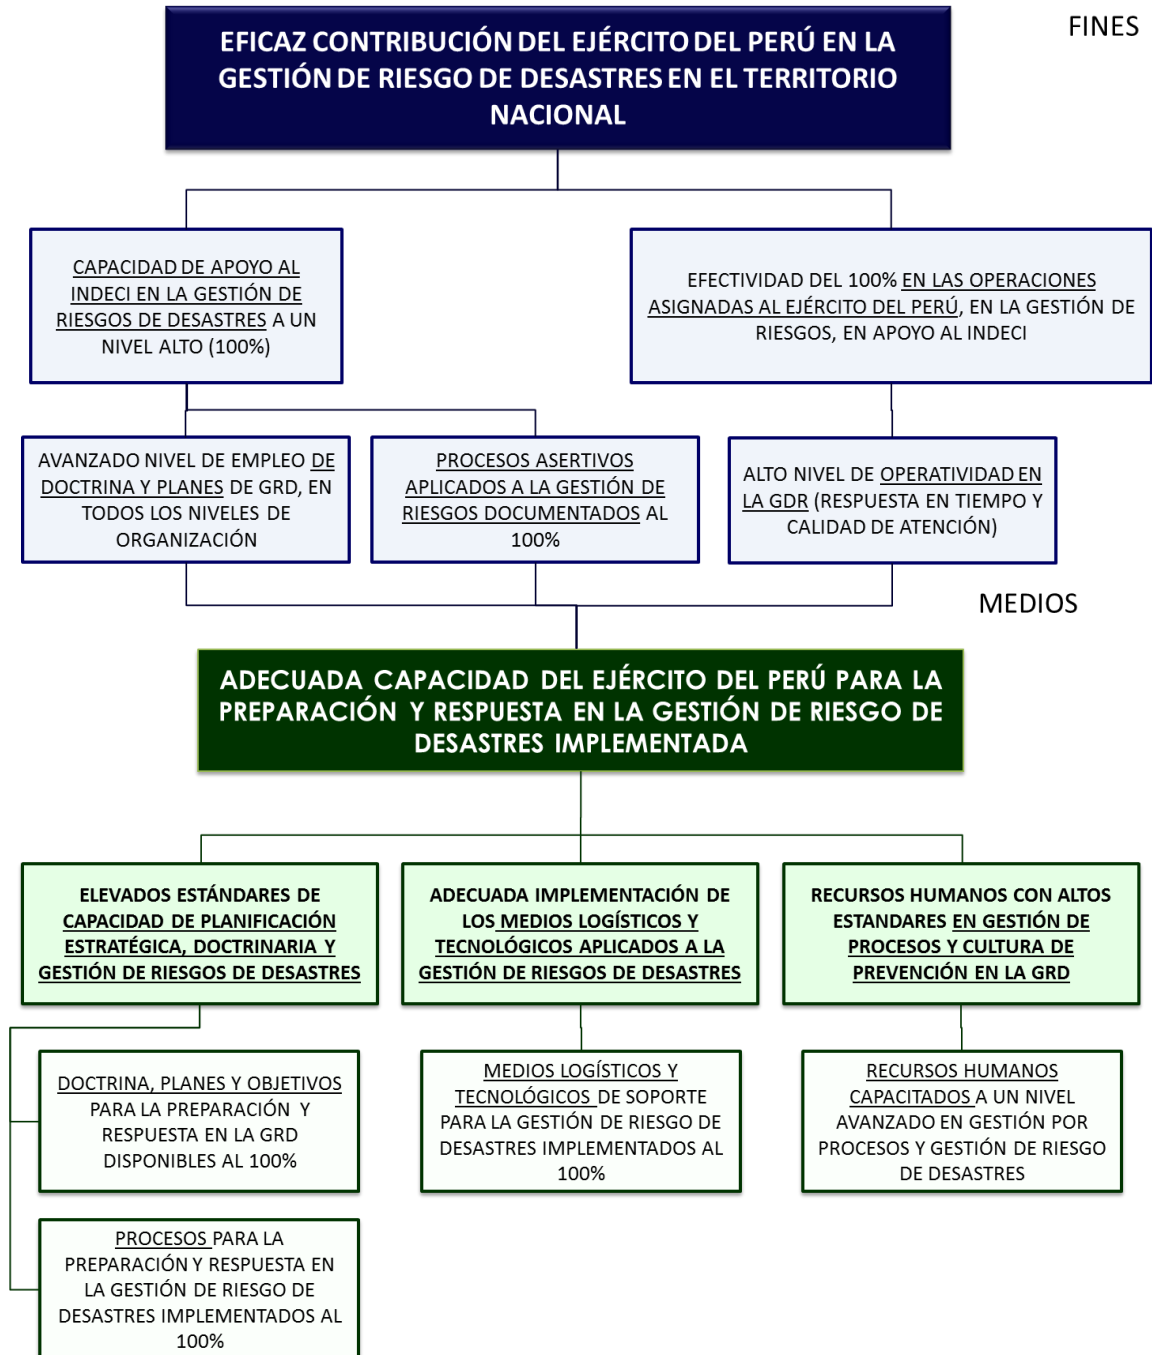 FINES
EFICAZ CONTRIBUCIÓN DEL EJÉRCITO DEL PERÚ EN LA
GESTIÓN DE RIESGO DE DESASTRES EN EL TERRITORIO
NACIONAL
CAPACIDAD DE APOYO AL
INDECI EN LA GESTIÓN DE
RIESGOS DE DESASTRES A UN
NIVEL ALTO (100%)
EFECTIVIDAD DEL 100% EN LAS OPERACIONES
ASIGNADAS AL EJÉRCITO DEL PERÚ, EN LA GESTIÓN DE
RIESGOS, EN APOYO AL INDECI
AVANZADO NIVEL DE EMPLEO DE
DOCTRINA Y PLANES DE GRD, EN
TODOS LOS NIVELES DE
ORGANIZACIÓN
PROCESOS ASERTIVOS
APLICADOS A LA GESTIÓN DE
RIESGOS DOCUMENTADOS AL
100%
ALTO NIVEL DE OPERATIVIDAD EN
LA GDR (RESPUESTA EN TIEMPO Y
CALIDAD DE ATENCIÓN)
MEDIOS
ADECUADA CAPACIDAD DEL EJÉRCITO DEL PERÚ PARA LA
PREPARACIÓN Y RESPUESTA EN LA GESTIÓN DE RIESGO DE
DESASTRES IMPLEMENTADA
ELEVADOS ESTÁNDARES DE
CAPACIDAD DE PLANIFICACIÓN
ESTRATÉGICA, DOCTRINARIA Y
GESTIÓN DE RIESGOS DE DESASTRES
ADECUADA IMPLEMENTACIÓN DE
LOS MEDIOS LOGÍSTICOS Y
TECNOLÓGICOS APLICADOS A LA
GESTIÓN DE RIESGOS DE DESASTRES
RECURSOS HUMANOS CON ALTOS
ESTANDARES EN GESTIÓN DE
PROCESOS Y CULTURA DE
PREVENCIÓN EN LA GRD
DOCTRINA, PLANES Y OBJETIVOS
PARA LA PREPARACIÓN Y
RESPUESTA EN LA GRD
DISPONIBLES AL 100%
MEDIOS LOGÍSTICOS Y
TECNOLÓGICOS DE SOPORTE
PARA LA GESTIÓN DE RIESGO DE
DESASTRES IMPLEMENTADOS AL
100%
RECURSOS HUMANOS
CAPACITADOS A UN NIVEL
AVANZADO EN GESTIÓN POR
PROCESOS Y GESTIÓN DE RIESGO
DE DESASTRES
PROCESOS PARA LA
PREPARACIÓN Y RESPUESTA EN
LA GESTIÓN DE RIESGO DE
DESASTRES IMPLEMENTADOS AL
100%